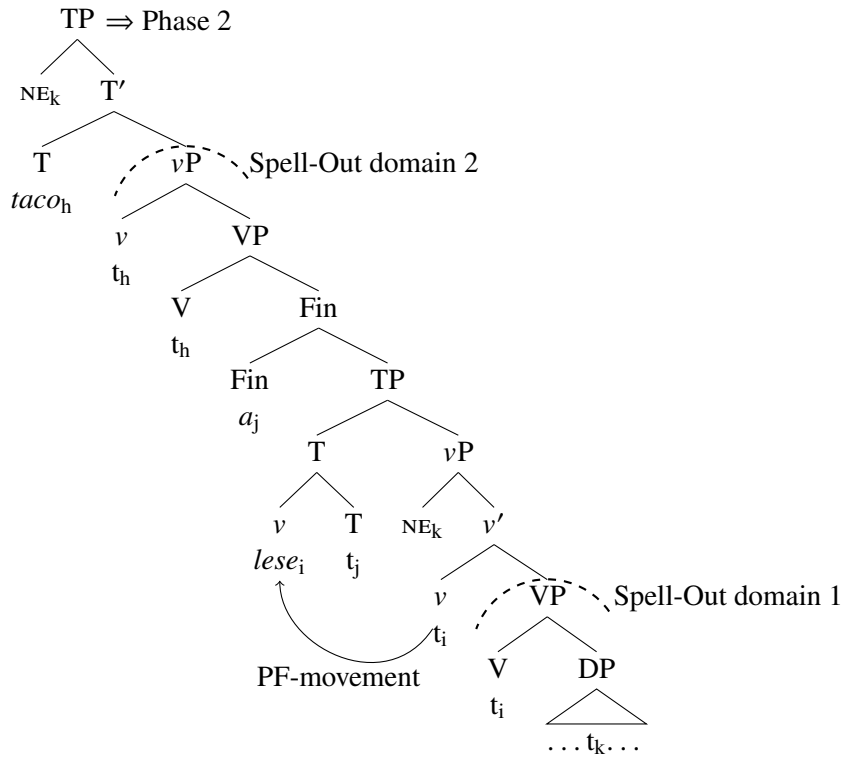 TP ⇒ Phase 2
NEₖ T′
T vP Spell-Out domain 2
tacoₕ
v VP
tₕ
V Fin
tₕ
Fin TP
aⱼ
T vP
v T NEₖ v′
leseᵢ tⱼ
v VP Spell-Out domain 1
tᵢ
PF-movement V DP
tᵢ
…tₖ…